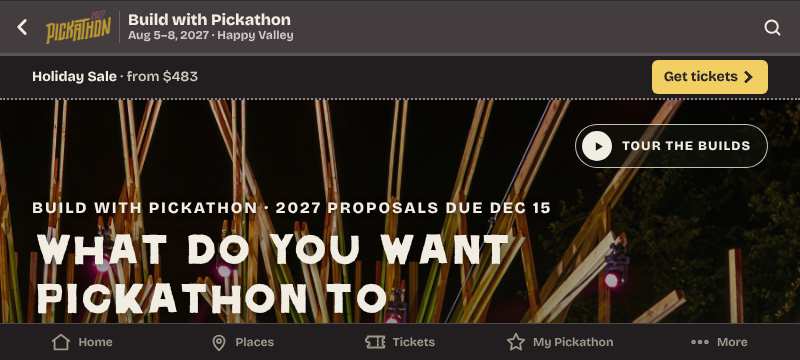 PICKATHON
Build with Pickathon
Aug 5–8, 2027 · Happy Valley
Holiday Sale · from $483
Get tickets
TOUR THE BUILDS
BUILD WITH PICKATHON · 2027 PROPOSALS DUE DEC 15
WHAT DO YOU WANT
PICKATHON TO
Home
Places
Tickets
My Pickathon
More